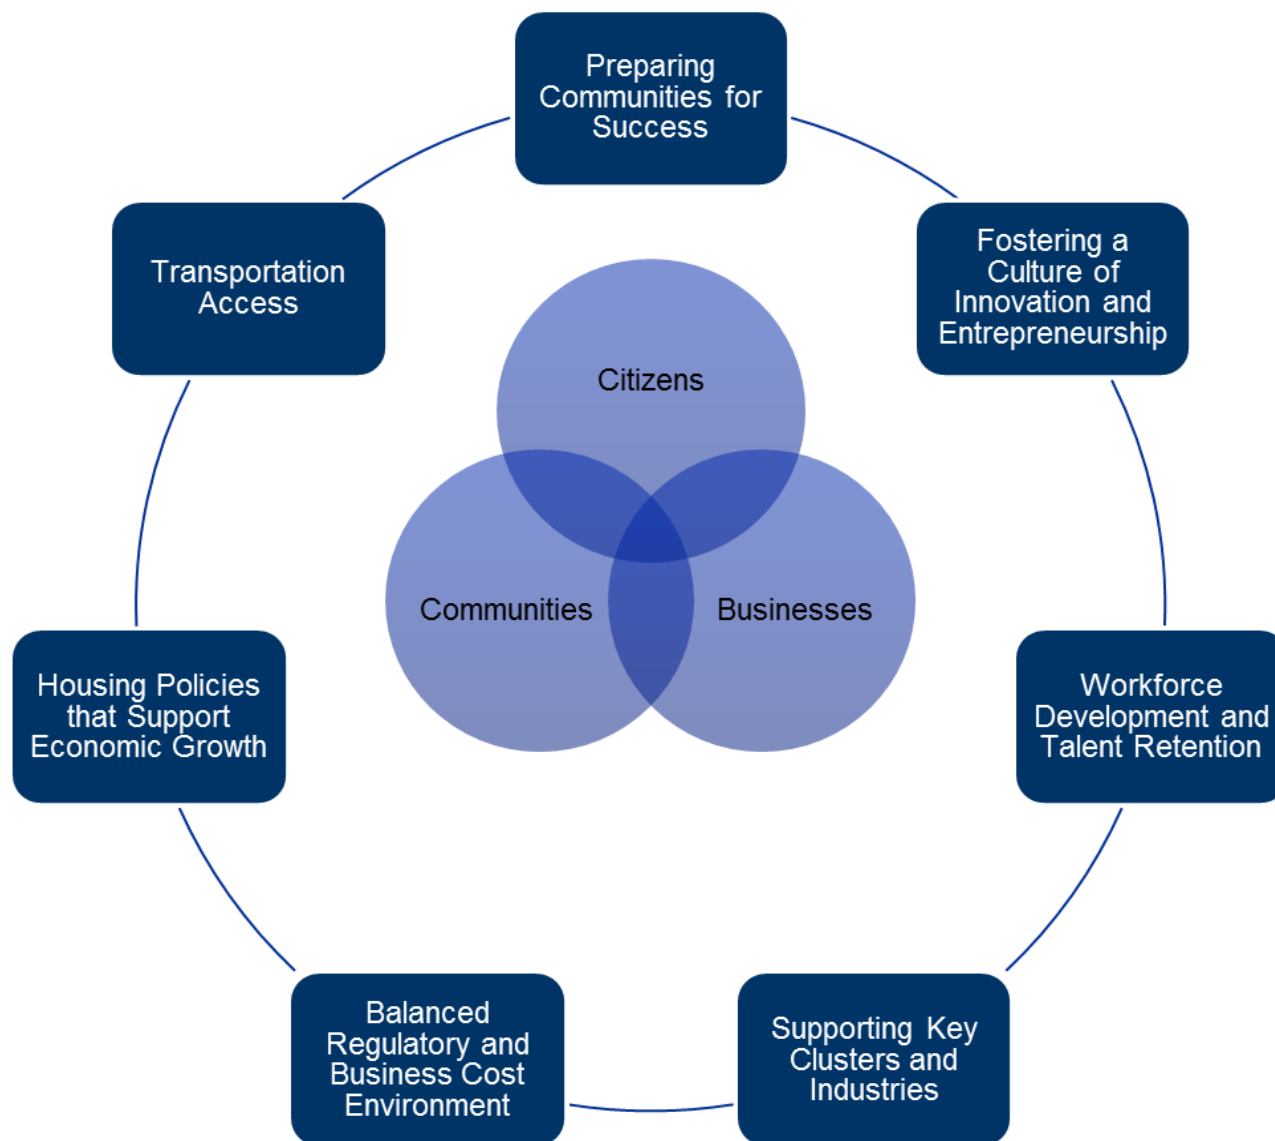 Preparing
Communities for
Success
Fostering a
Culture of
Innovation and
Entrepreneurship
Workforce
Development and
Talent Retention
Supporting Key
Clusters and
Industries
Balanced
Regulatory and
Business Cost
Environment
Housing Policies
that Support
Economic Growth
Transportation
Access
Citizens
Communities
Businesses